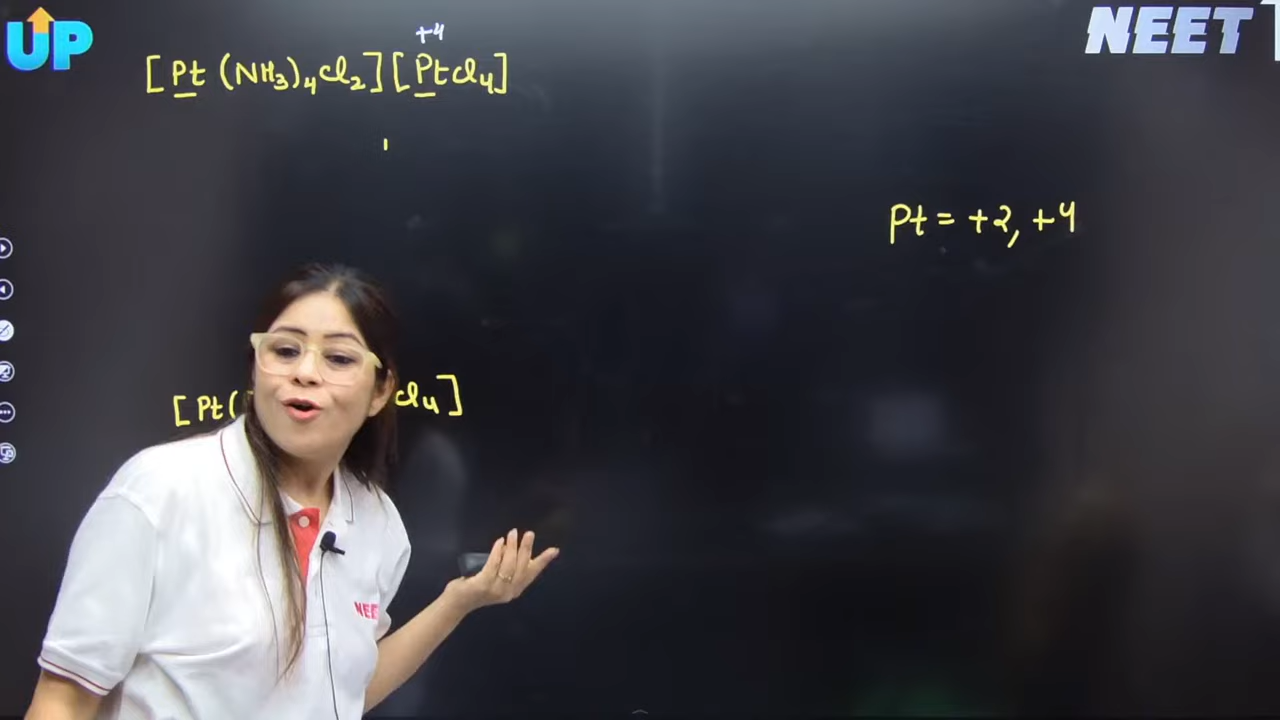 UP
NEET
+4
[Pt (NH₃)₄Cl₂][PtCl₄]
Pt = +2, +4
[Pt( Cl₄]
NEET